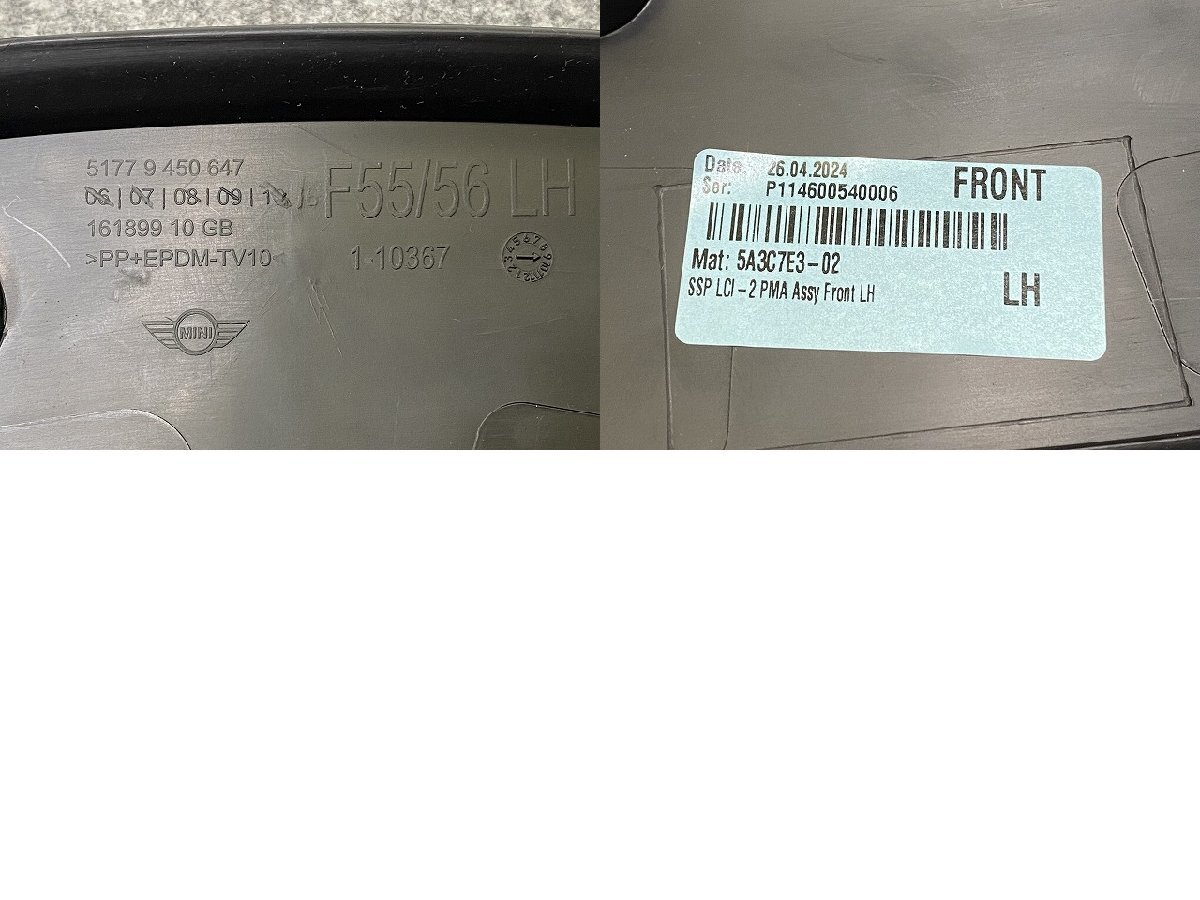 5177 9 450 647
06|07|08|09|
F55/56 LH
161899 10 GB
>PP+EPDM-TV10<
1-10367
MINI
Date. 26.04.2024
FRONT
Ser: P114600540006
Mat: 5A3C7E3-02
SSP LCI - 2 PMA Assy Front LH
LH